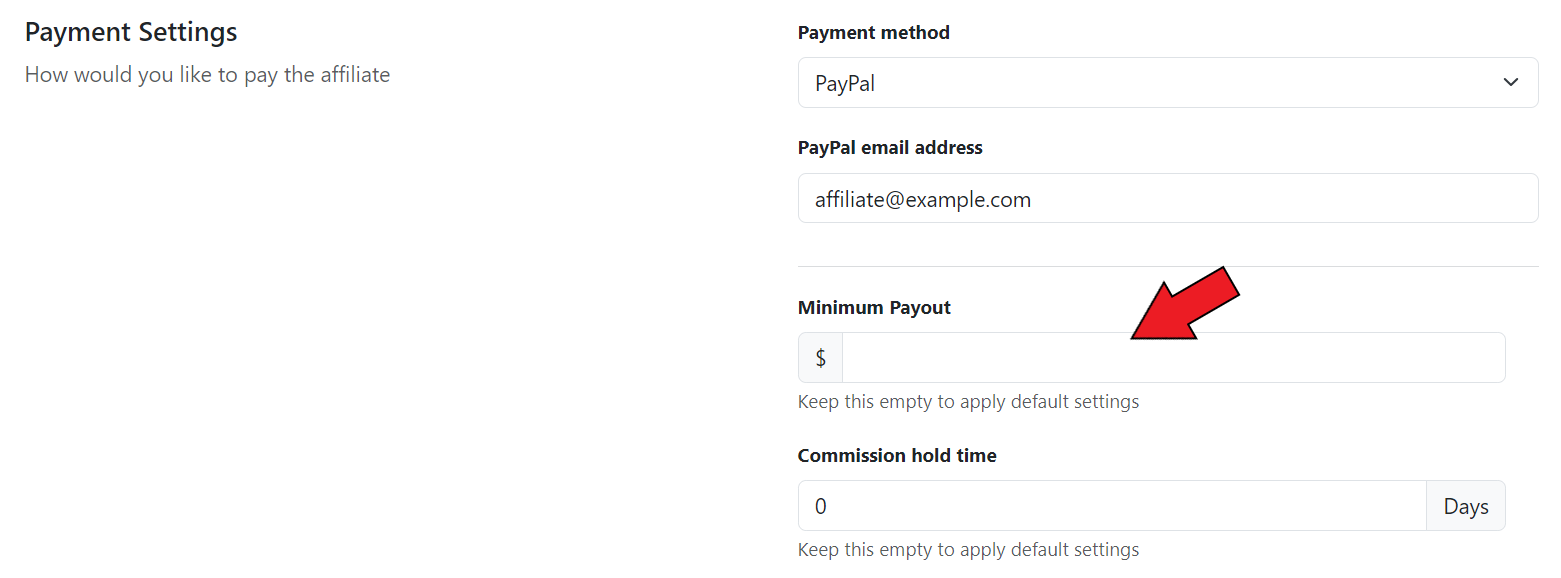 Payment Settings
How would you like to pay the affiliate
Payment method
PayPal
PayPal email address
affiliate@example.com
Minimum Payout
$
Keep this empty to apply default settings
Commission hold time
0 Days
Keep this empty to apply default settings